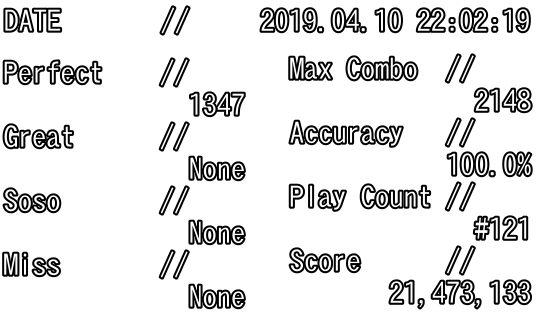 DATE // 2019.04.10 22:02:19
Perfect // Max Combo //
1347 2148
Great // Accuracy //
None 100.0%
Soso // Play Count //
None #121
Miss // Score //
None 21,473,133